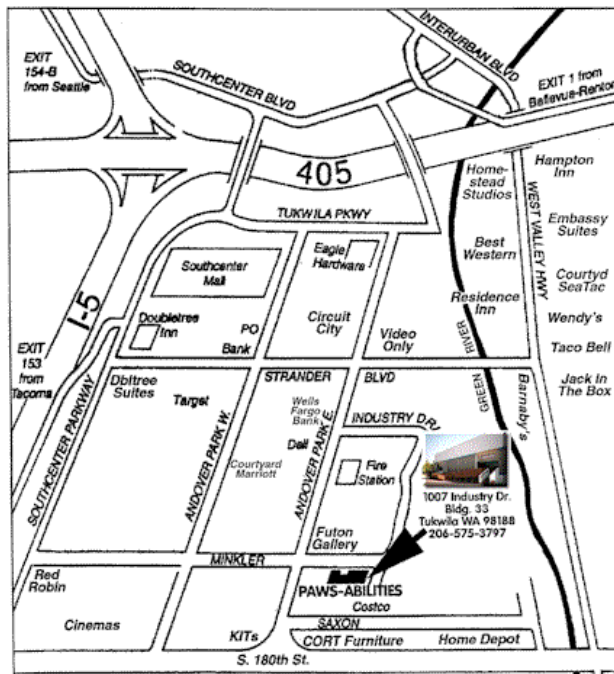 EXIT
154-B
from Seattle
SOUTHCENTER BLVD
INTERURBAN BLVD
EXIT 1 from
Bellevue-Renton
405
Home-
stead
Studios
Hampton
Inn
TUKWILA PKWY
WEST VALLEY HWY
Embassy
Suites
Eagle
Hardware
Best
Western
Southcenter
Mall
Courtyd
SeaTac
I-5
Residence
Inn
Doubletree
Inn
PO
Circuit
City
Wendy's
Bank
Video
Only
GREEN RIVER
Taco Bell
EXIT
153
from
Tacoma
Dbltree
Suites
STRANDER BLVD
Barnaby's
Jack In
The Box
Target
Wells
Fargo
Bank
INDUSTRY DR
SOUTHCENTER PARKWAY
ANDOVER PARK W.
ANDOVER PARK E.
Dell
Courtyard
Marriott
Fire
Station
1007 Industry Dr.
Bldg. 33
Tukwila WA 98188
206-575-3797
Futon
Gallery
MINKLER
Red
Robin
PAWS-ABILITIES
Costco
Cinemas
SAXON
KITs
CORT Furniture
Home Depot
S. 180th St.